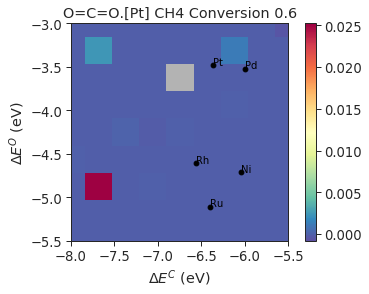 O=C=O.[Pt] CH4 Conversion 0.6
−3.0
−3.5
−4.0
−4.5
−5.0
−5.5
ΔE^O (eV)
−8.0 −7.5 −7.0 −6.5 −6.0 −5.5
ΔE^C (eV)
Pt
Pd
Rh
Ni
Ru
0.025
0.020
0.015
0.010
0.005
0.000